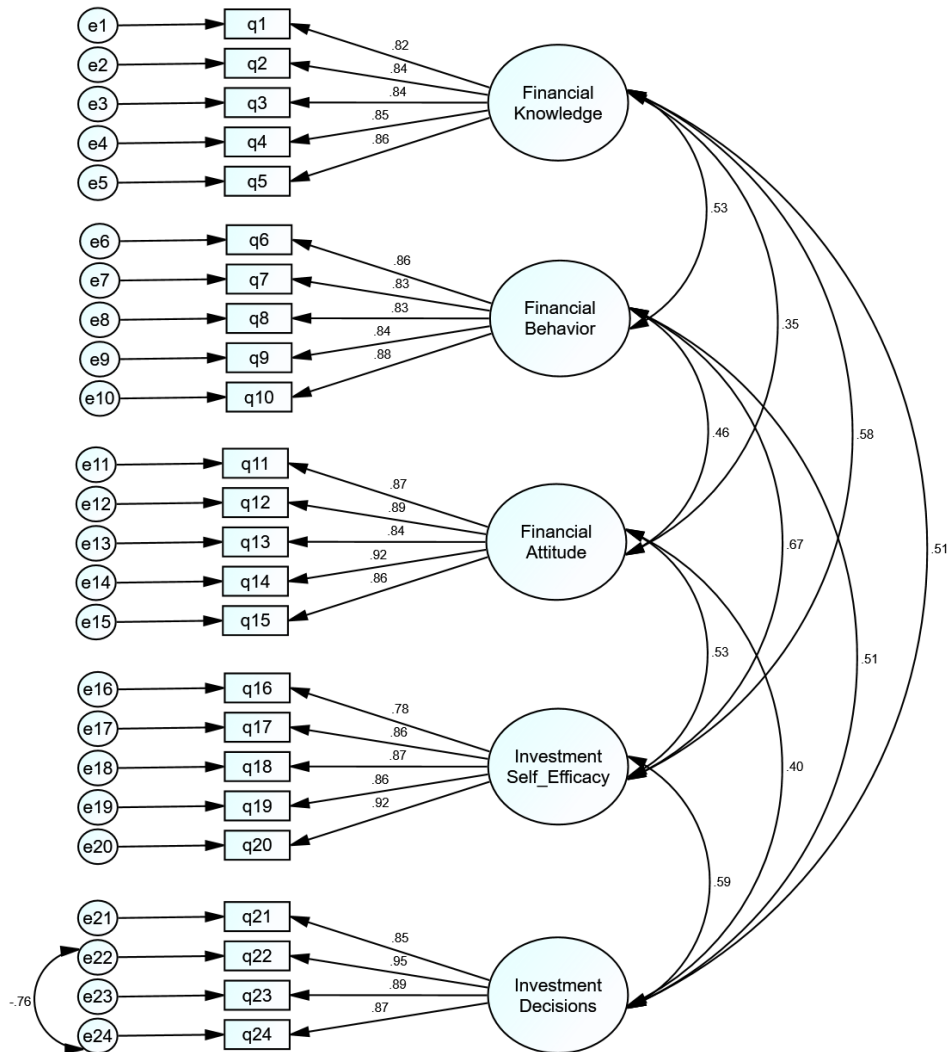 e1
q1
.82
e2
q2
.84
e3
q3
.84
e4
q4
.85
e5
q5
.86
Financial
Knowledge
.53
e6
q6
.86
e7
q7
.83
e8
q8
.83
e9
q9
.84
e10
q10
.88
Financial
Behavior
.35
.46
.58
e11
q11
.87
e12
q12
.89
e13
q13
.84
e14
q14
.92
e15
q15
.86
Financial
Attitude
.67
.51
.53
.51
e16
q16
.78
e17
q17
.86
e18
q18
.87
e19
q19
.86
e20
q20
.92
Investment
Self_Efficacy
.40
.59
e21
q21
.85
e22
q22
.95
e23
q23
.89
e24
q24
.87
-.76
Investment
Decisions